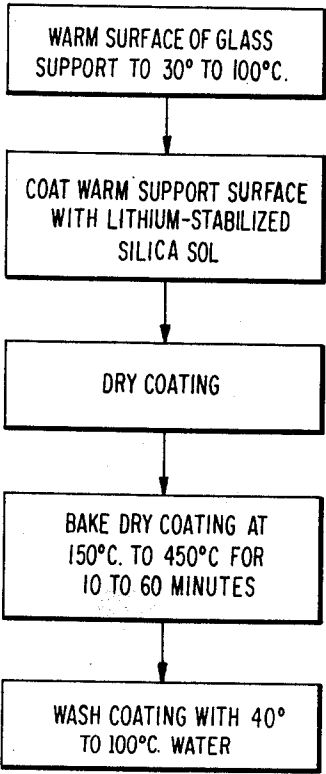 WARM SURFACE OF GLASS
SUPPORT TO 30° TO 100°C.
COAT WARM SUPPORT SURFACE
WITH LITHIUM-STABILIZED
SILICA SOL
DRY COATING
BAKE DRY COATING AT
150°C. TO 450°C FOR
10 TO 60 MINUTES
WASH COATING WITH 40°
TO 100°C. WATER